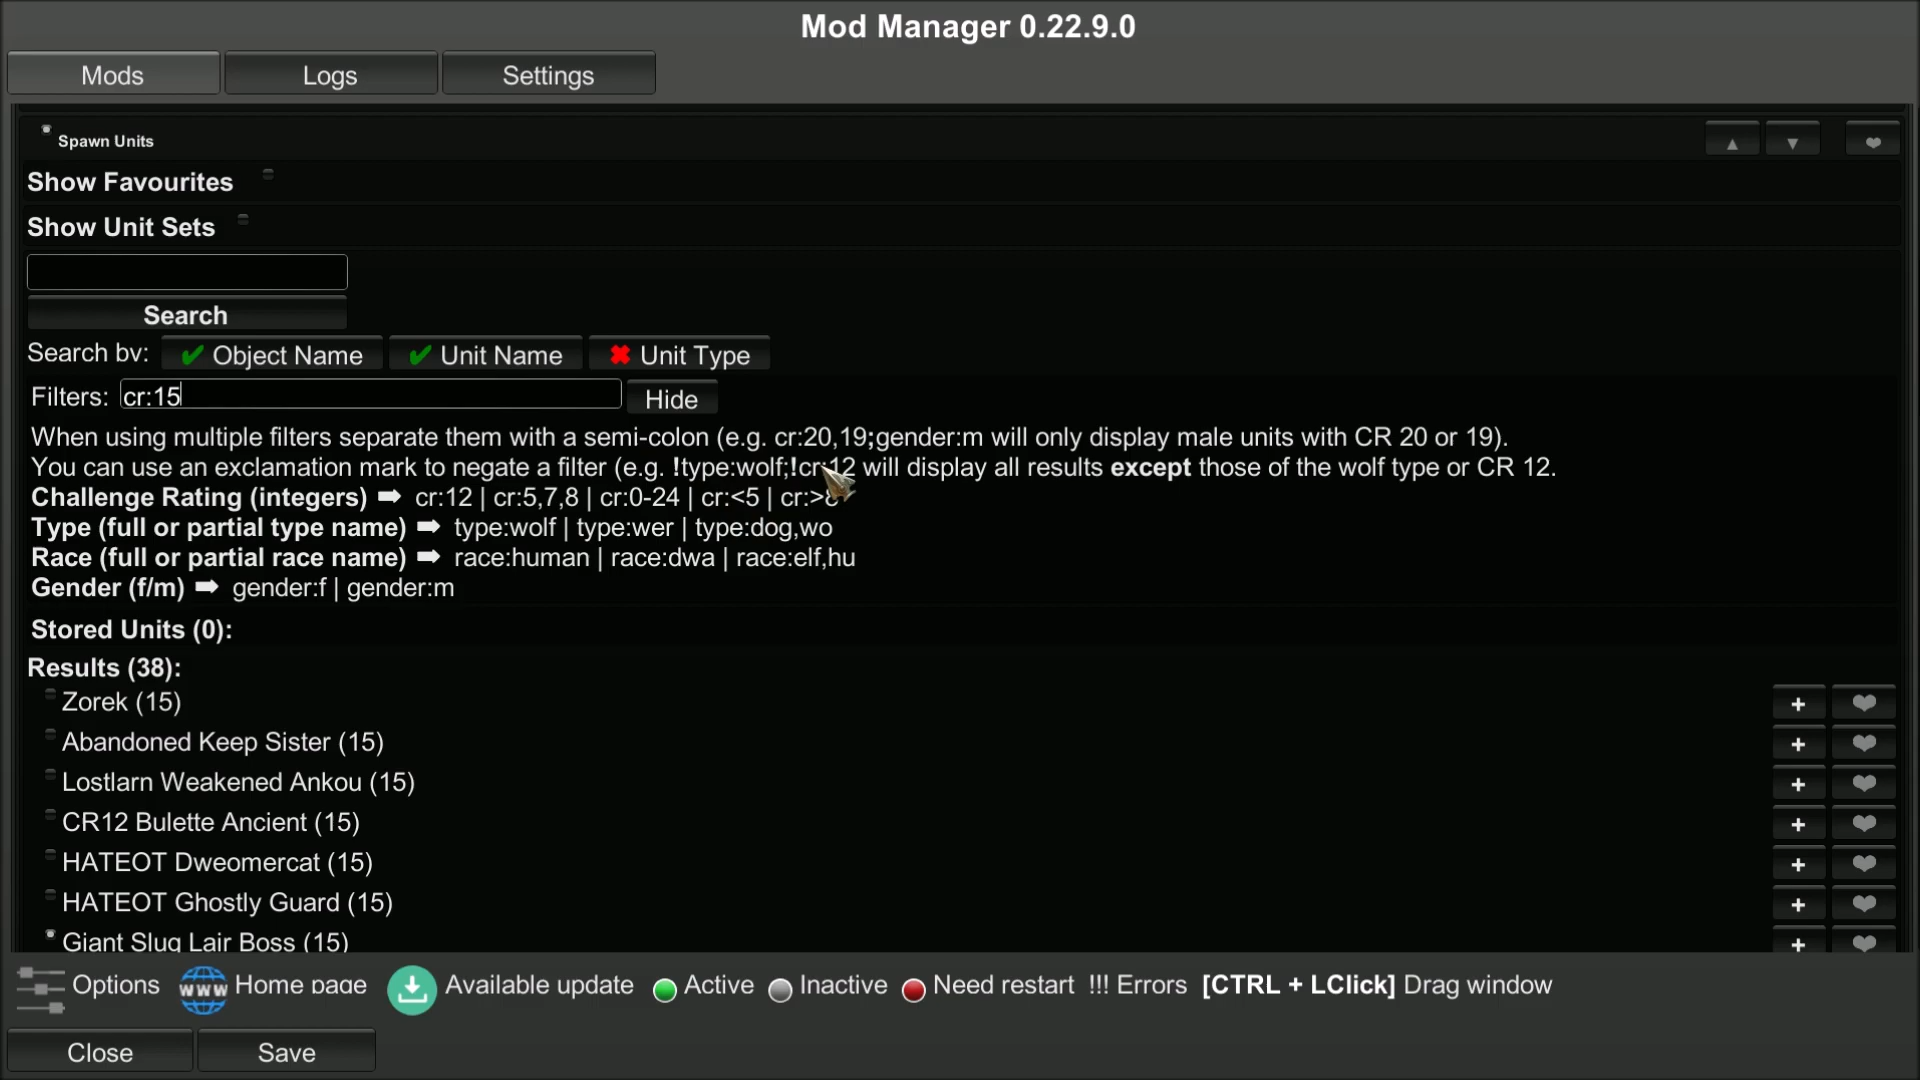 Mod Manager 0.22.9.0
Mods Logs Settings
Spawn Units ▲ ▼ ❤
Show Favourites
Show Unit Sets
Search
Search by: ✔ Object Name ✔ Unit Name ✖ Unit Type
Filters: cr:15 Hide
When using multiple filters separate them with a semi-colon (e.g. cr:20,19;gender:m will only display male units with CR 20 or 19).
You can use an exclamation mark to negate a filter (e.g. !type:wolf;!cr:12 will display all results except those of the wolf type or CR 12.
Challenge Rating (integers) ➡ cr:12 | cr:5,7,8 | cr:0-24 | cr:<5 | cr:>8
Type (full or partial type name) ➡ type:wolf | type:wer | type:dog,wo
Race (full or partial race name) ➡ race:human | race:dwa | race:elf,hu
Gender (f/m) ➡ gender:f | gender:m
Stored Units (0):
Results (38):
Zorek (15) + ❤
Abandoned Keep Sister (15) + ❤
Lostlarn Weakened Ankou (15) + ❤
CR12 Bulette Ancient (15) + ❤
HATEOT Dweomercat (15) + ❤
HATEOT Ghostly Guard (15) + ❤
Giant Slug Lair Boss (15) + ❤
Options www Home page Available update Active Inactive Need restart !!! Errors [CTRL + LClick] Drag window
Close Save